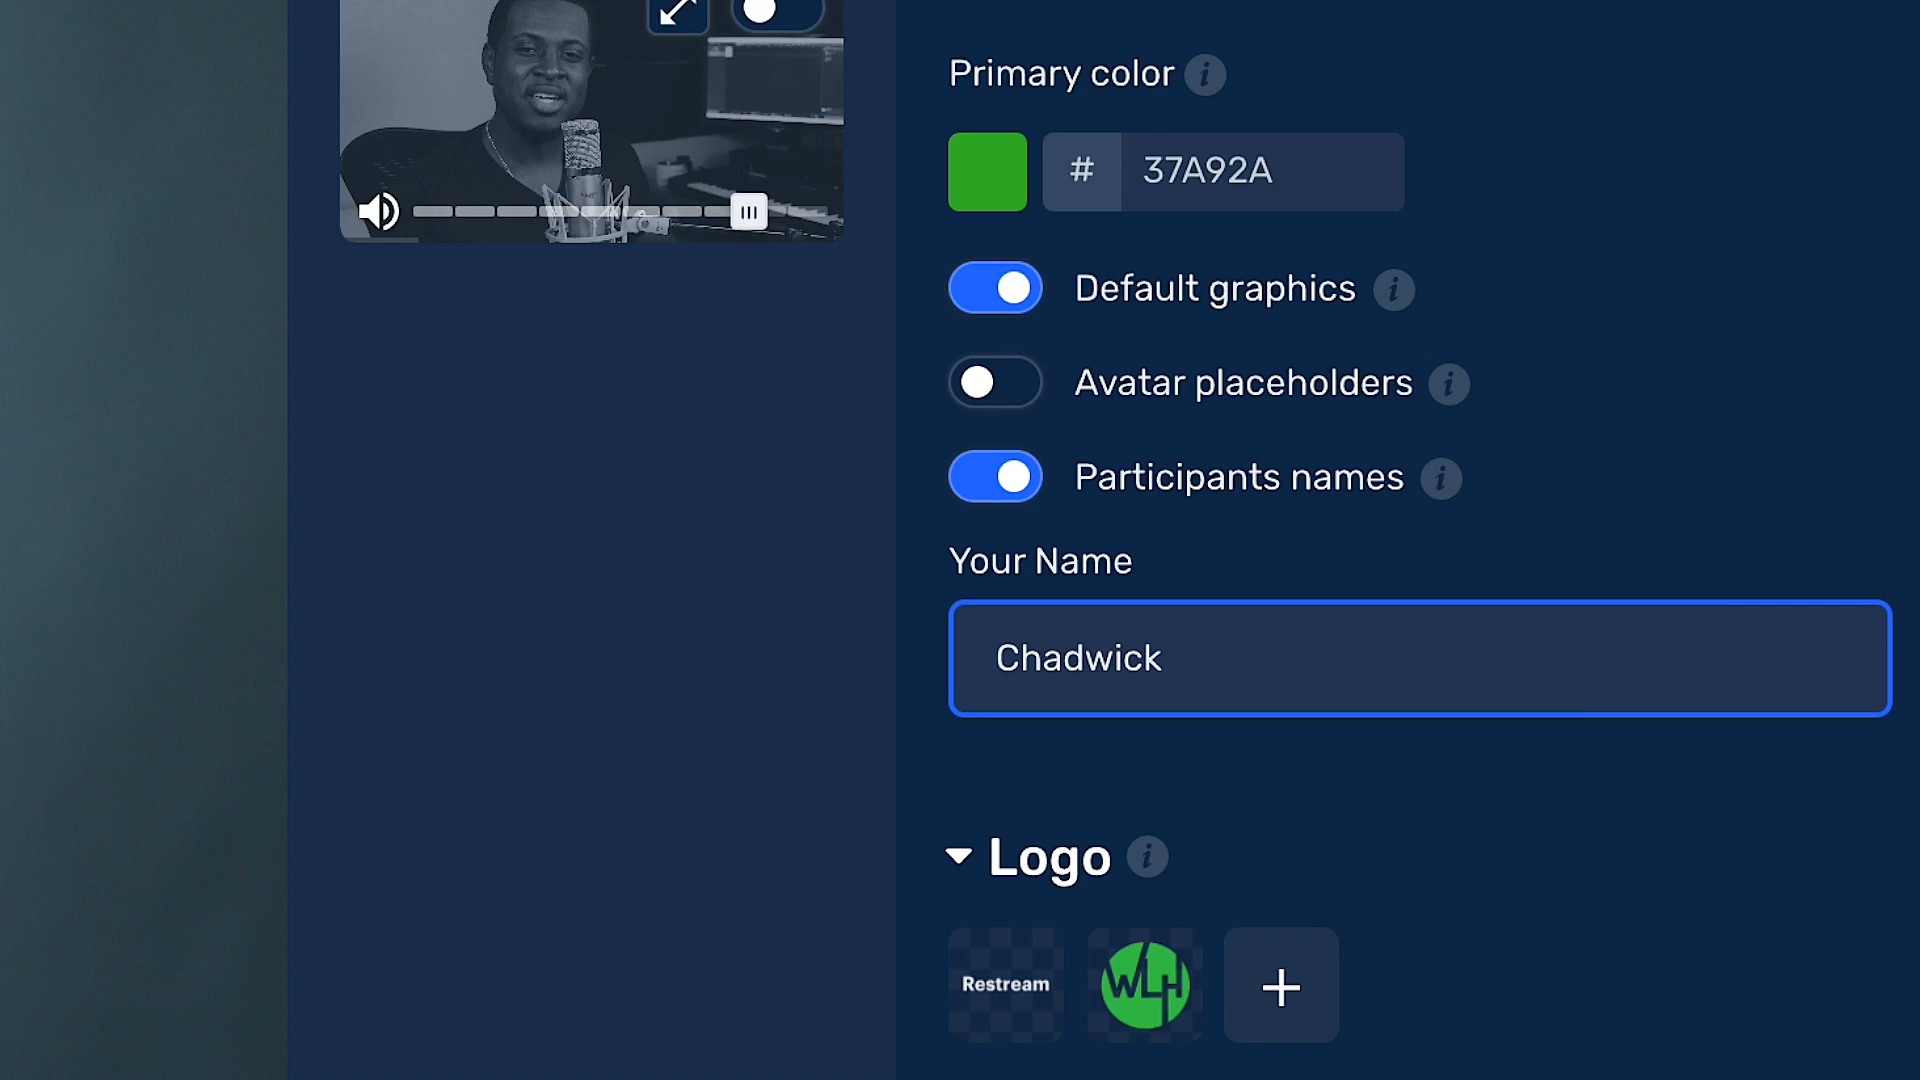 Primary color
# 37A92A
Default graphics
Avatar placeholders
Participants names
Your Name
Chadwick
Logo
Restream
WLH